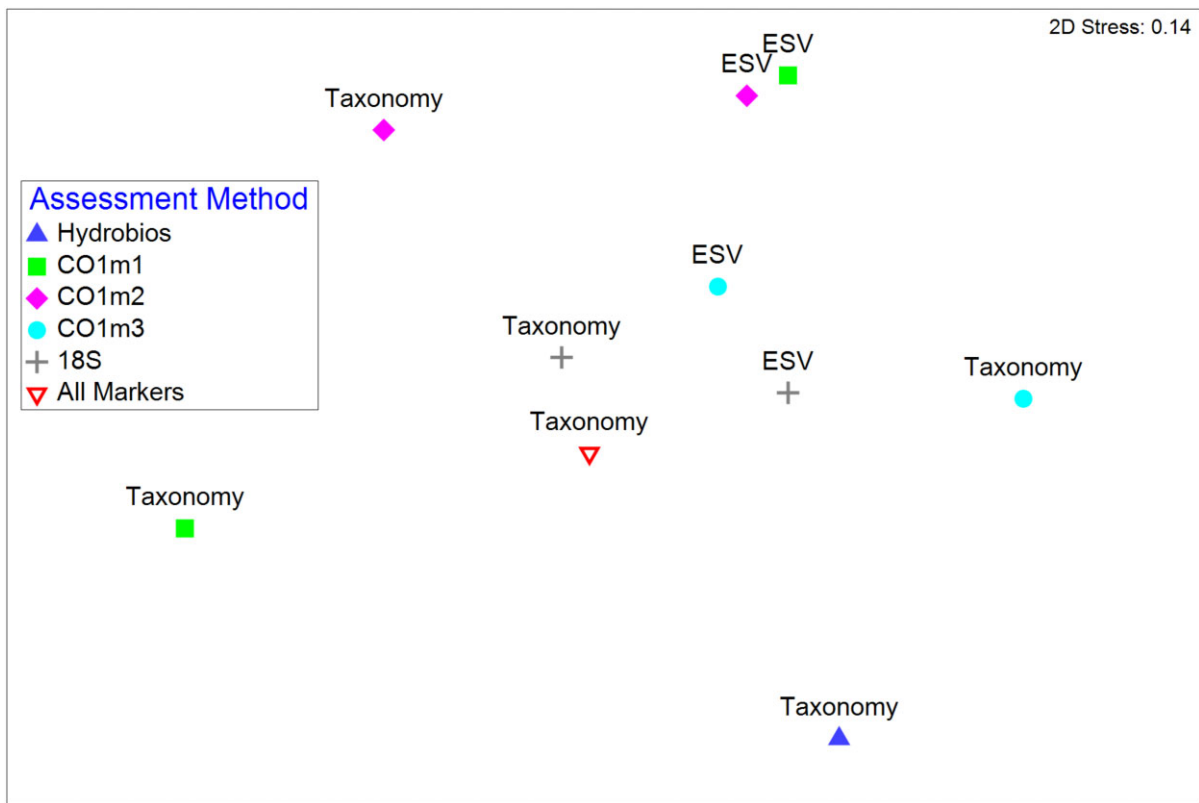 2D Stress: 0.14
ESV
ESV
Taxonomy
Assessment Method
Hydrobios
CO1m1
CO1m2
CO1m3
18S
All Markers
ESV
Taxonomy
ESV
Taxonomy
Taxonomy
Taxonomy
Taxonomy